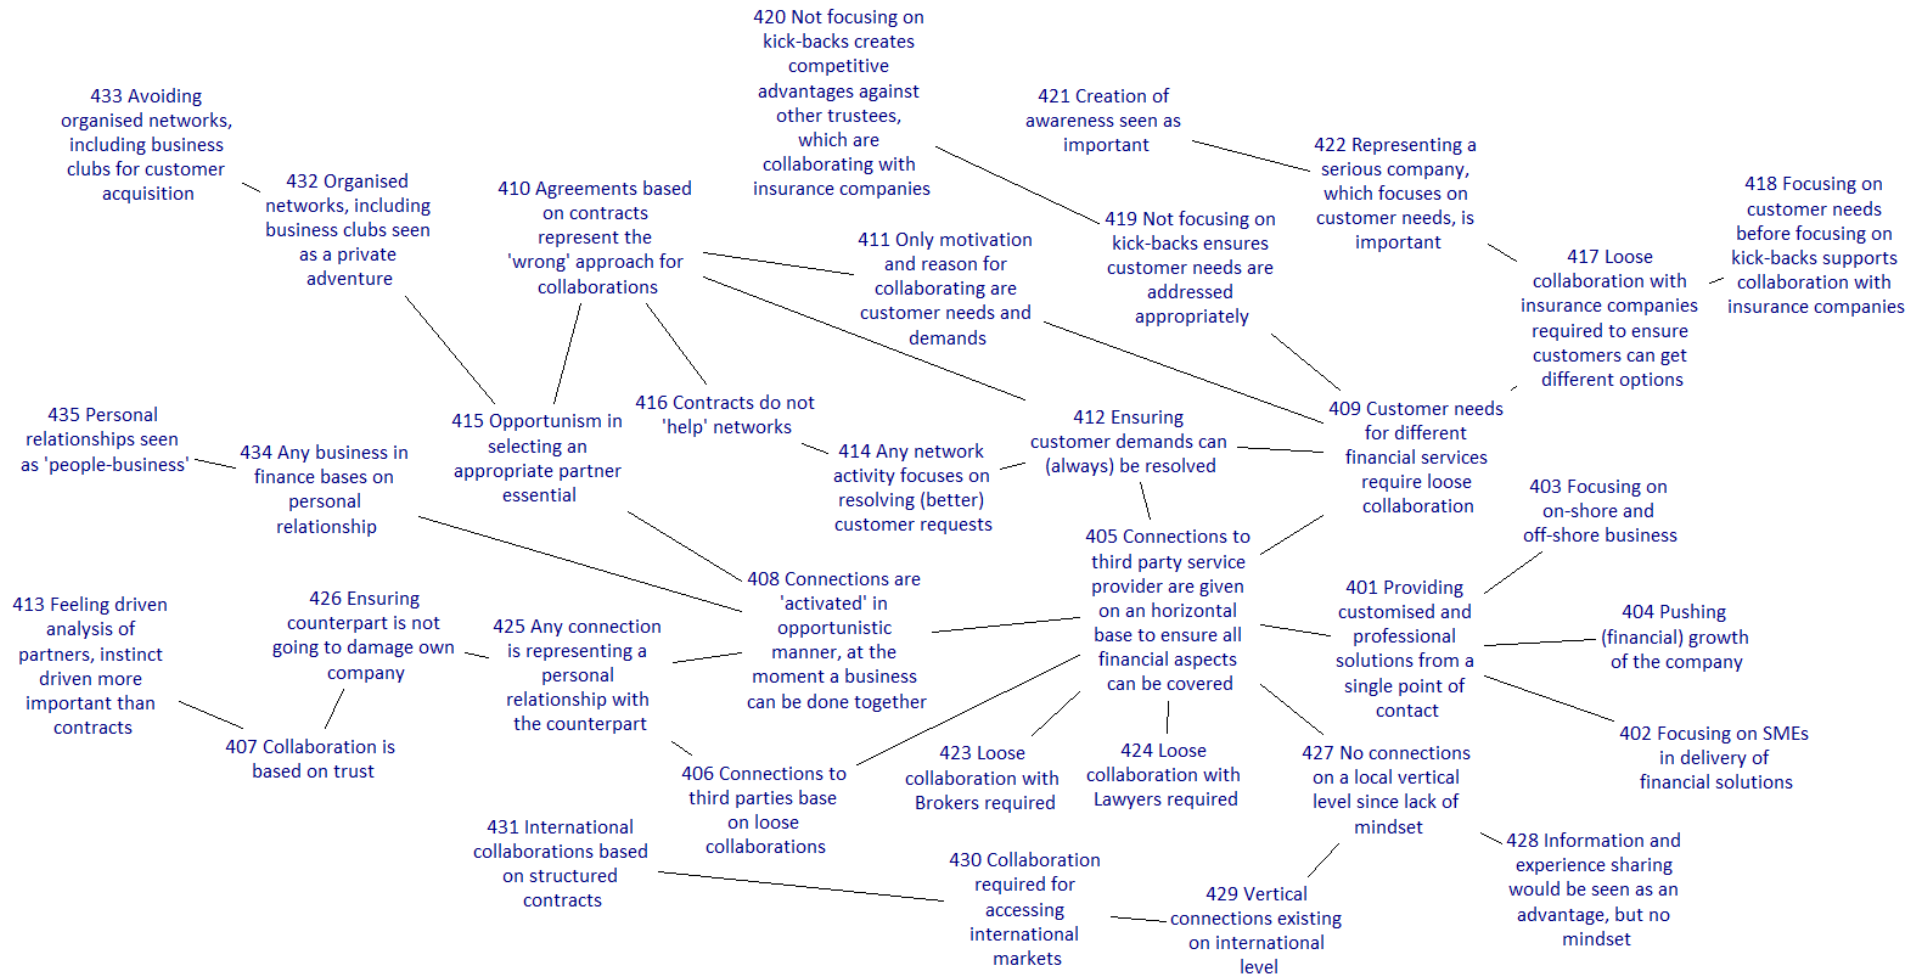 420 Not focusing on
kick-backs creates
competitive
advantages against
other trustees,
which are
collaborating with
insurance companies
433 Avoiding
organised networks,
including business
clubs for customer
acquisition
421 Creation of
awareness seen as
important
432 Organised
networks, including
business clubs seen
as a private
adventure
410 Agreements based
on contracts
represent the
'wrong' approach for
collaborations
422 Representing a
serious company,
which focuses on
customer needs, is
important
418 Focusing on
customer needs
before focusing on
kick-backs supports
collaboration with
insurance companies
411 Only motivation
and reason for
collaborating are
customer needs and
demands
419 Not focusing on
kick-backs ensures
customer needs are
addressed
appropriately
417 Loose
collaboration with
insurance companies
required to ensure
customers can get
different options
435 Personal
relationships seen
as 'people-business'
434 Any business in
finance bases on
personal
relationship
415 Opportunism in
selecting an
appropriate partner
essential
416 Contracts do not
'help' networks
414 Any network
activity focuses on
resolving (better)
customer requests
412 Ensuring
customer demands can
(always) be resolved
409 Customer needs
for different
financial services
require loose
collaboration
403 Focusing on
on-shore and
off-shore business
413 Feeling driven
analysis of
partners, instinct
driven more
important than
contracts
426 Ensuring
counterpart is not
going to damage own
company
425 Any connection
is representing a
personal
relationship with
the counterpart
408 Connections are
'activated' in
opportunistic
manner, at the
moment a business
can be done together
405 Connections to
third party service
provider are given
on an horizontal
base to ensure all
financial aspects
can be covered
401 Providing
customised and
professional
solutions from a
single point of
contact
404 Pushing
(financial) growth
of the company
407 Collaboration is
based on trust
406 Connections to
third parties base
on loose
collaborations
423 Loose
collaboration with
Brokers required
424 Loose
collaboration with
Lawyers required
427 No connections
on a local vertical
level since lack of
mindset
402 Focusing on SMEs
in delivery of
financial solutions
431 International
collaborations based
on structured
contracts
430 Collaboration
required for
accessing
international
markets
429 Vertical
connections existing
on international
level
428 Information and
experience sharing
would be seen as an
advantage, but no
mindset